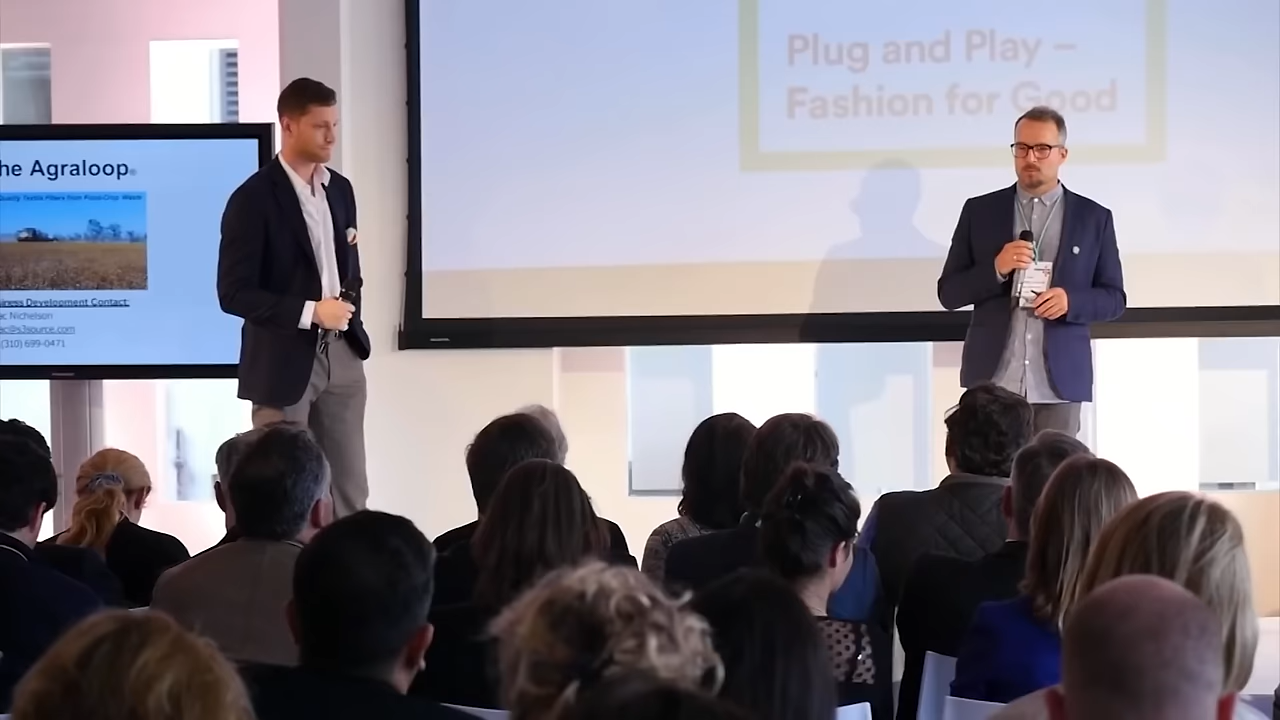 he Agraloop
Quality Textile Fibers from Food-Crop Waste
iness Development Contact:
ac Nichelson
ac@s3source.com
(310) 699-0471
Plug and Play –
Fashion for Good